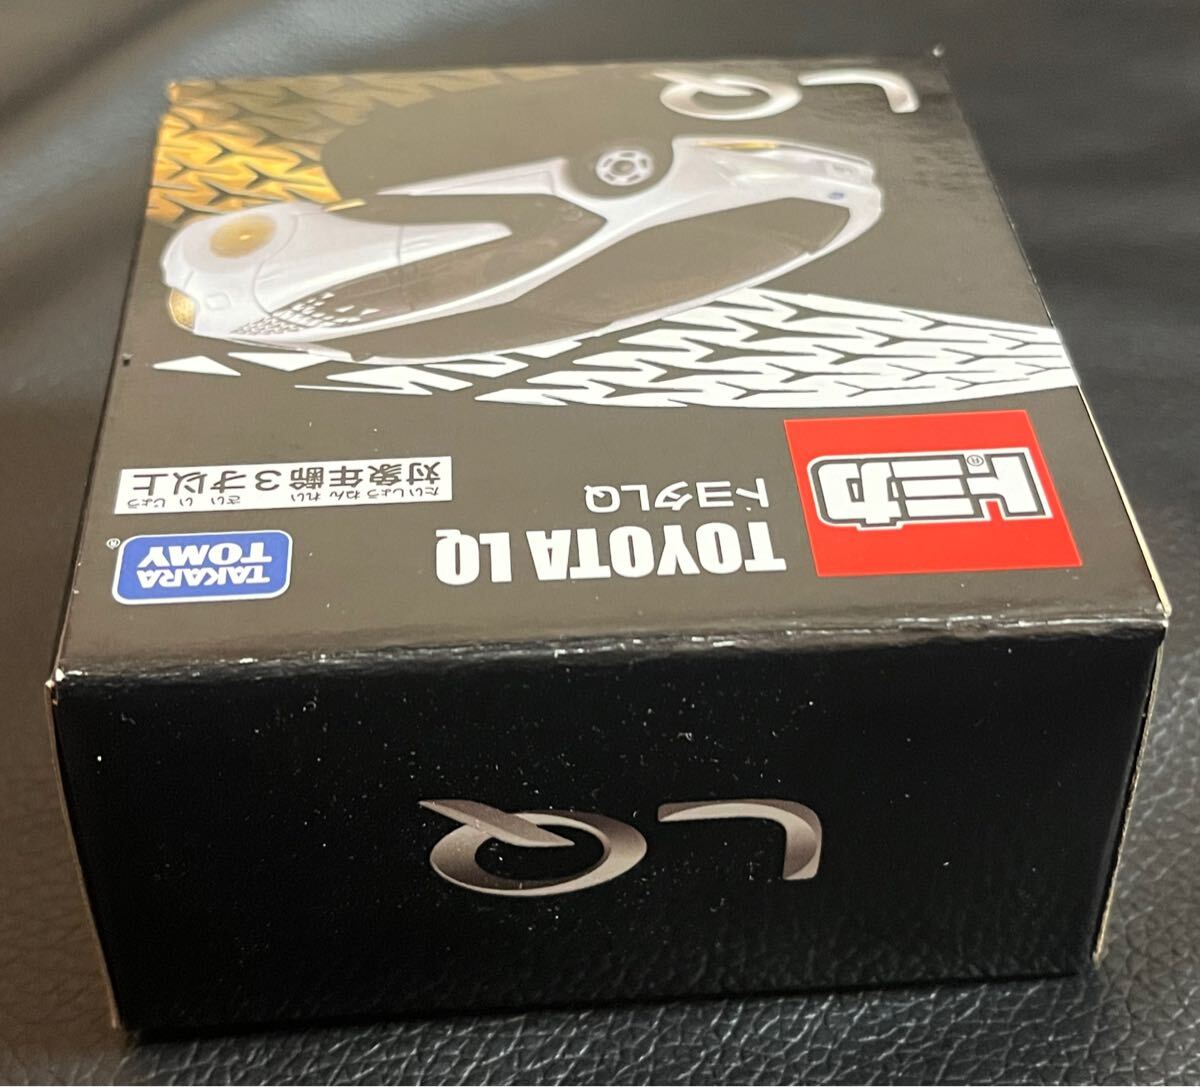 LQ
トミカ®
トヨタLQ
TOYOTA LQ
たいしょうねんれい さい いじょう
対象年齢3才以上
TAKARA
TOMY®
LQ